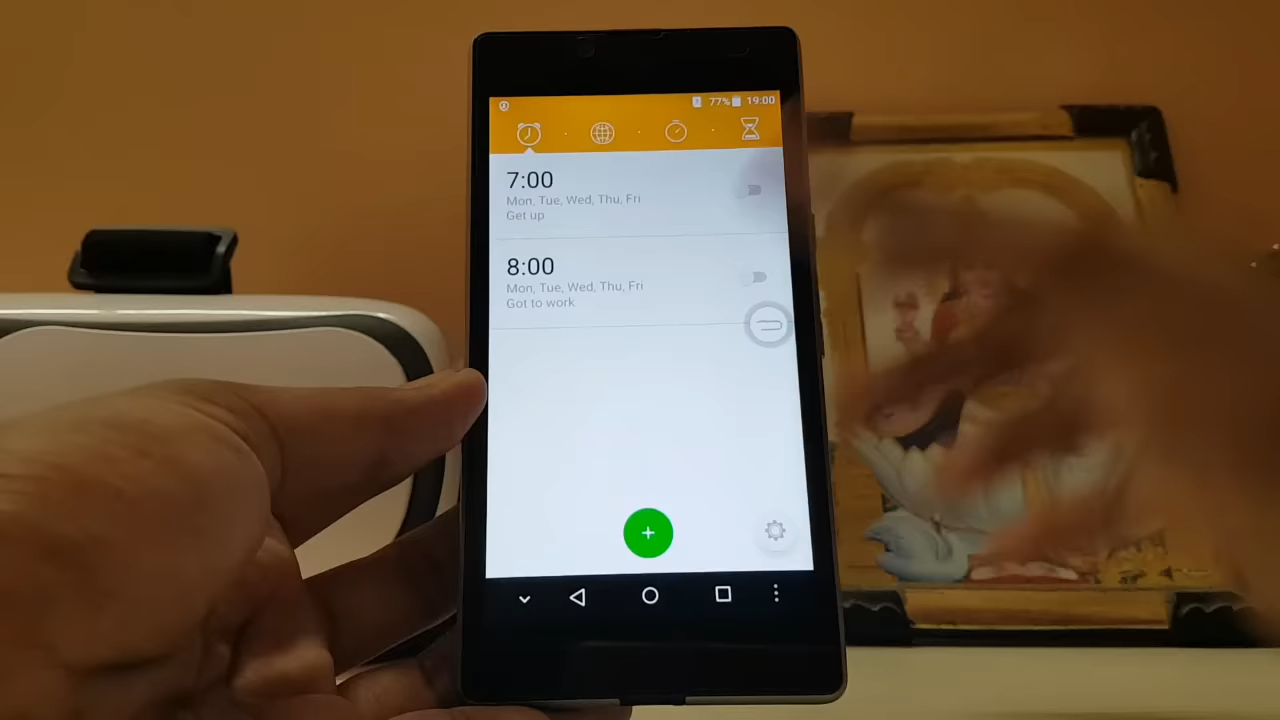 77% 19:00
7:00
Mon, Tue, Wed, Thu, Fri
Get up
8:00
Mon, Tue, Wed, Thu, Fri
Got to work